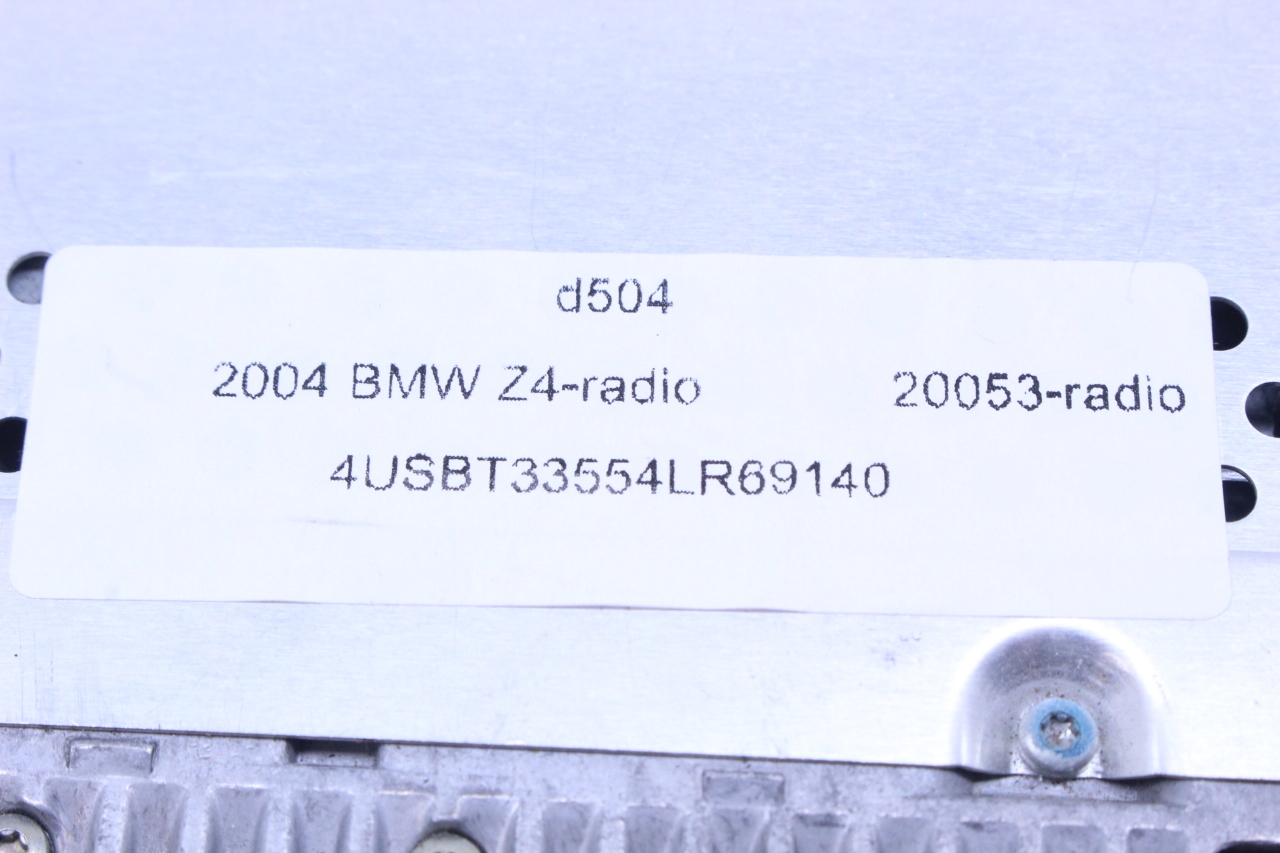 d504
2004 BMW Z4-radio 20053-radio
4USBT33554LR69140